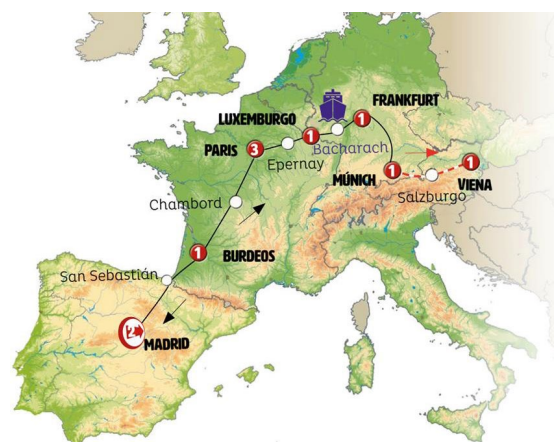 LUXEMBURGO
FRANKFURT
1
1
Bacharach
PARIS
3
Epernay
MÚNICH
1
1
VIENA
Salzburgo
Chambord
1
BURDEOS
San Sebastián
2
MADRID